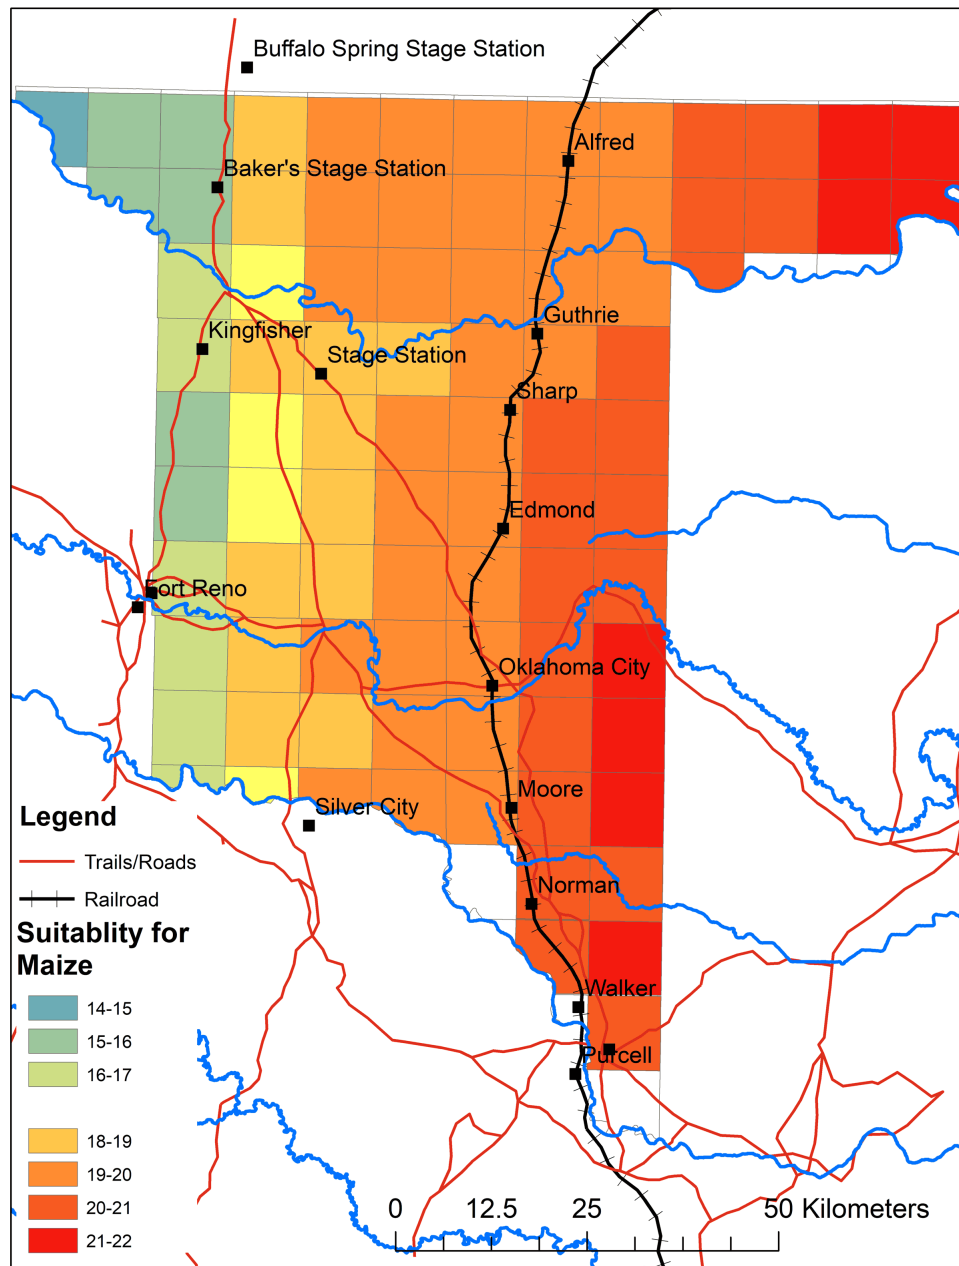 Buffalo Spring Stage Station
Alfred
Baker's Stage Station
Guthrie
Kingfisher
Stage Station
Sharp
Edmond
Fort Reno
Oklahoma City
Moore
Silver City
Norman
Walker
Purcell
Legend
Trails/Roads
Railroad
Suitablity for
Maize
14-15
15-16
16-17
18-19
19-20
20-21
21-22
0 12.5 25 50 Kilometers